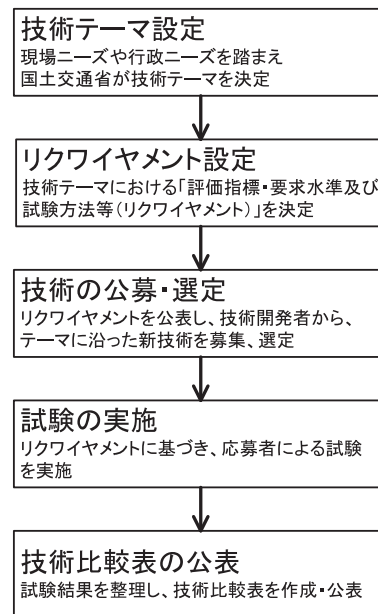 技術テーマ設定
現場ニーズや行政ニーズを踏まえ
国土交通省が技術テーマを決定
リクワイヤメント設定
技術テーマにおける「評価指標・要求水準及び
試験方法等(リクワイヤメント)」を決定
技術の公募・選定
リクワイヤメントを公表し、技術開発者から、
テーマに沿った新技術を募集、選定
試験の実施
リクワイヤメントに基づき、応募者による試験
を実施
技術比較表の公表
試験結果を整理し、技術比較表を作成・公表